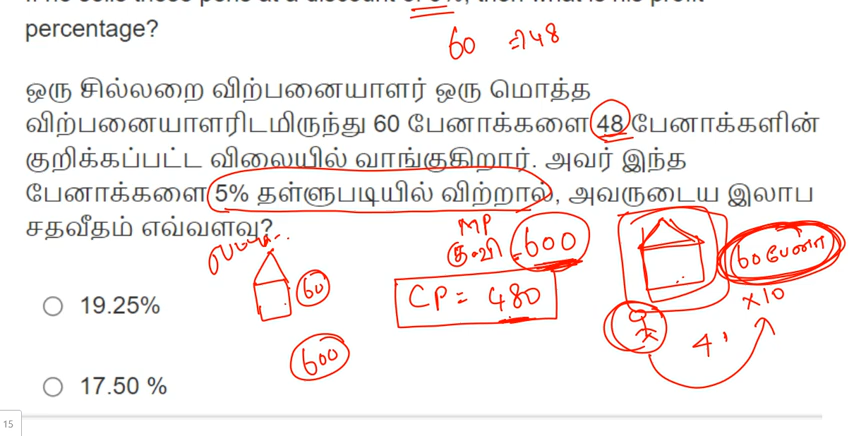 percentage?
60 ⇒ 48
ஒரு சில்லறை விற்பனையாளர் ஒரு மொத்த
விற்பனையாளரிடமிருந்து 60 பேனாக்களை 48 பேனாக்களின்
குறிக்கப்பட்ட விலையில் வாங்குகிறார். அவர் இந்த
பேனாக்களை 5% தள்ளுபடியில் விற்றால், அவருடைய இலாப
சதவீதம் எவ்வளவு?
MP
கு.வி 600
60 பேனா
60
CP = 480
×10
19.25%
600
17.50 %
15